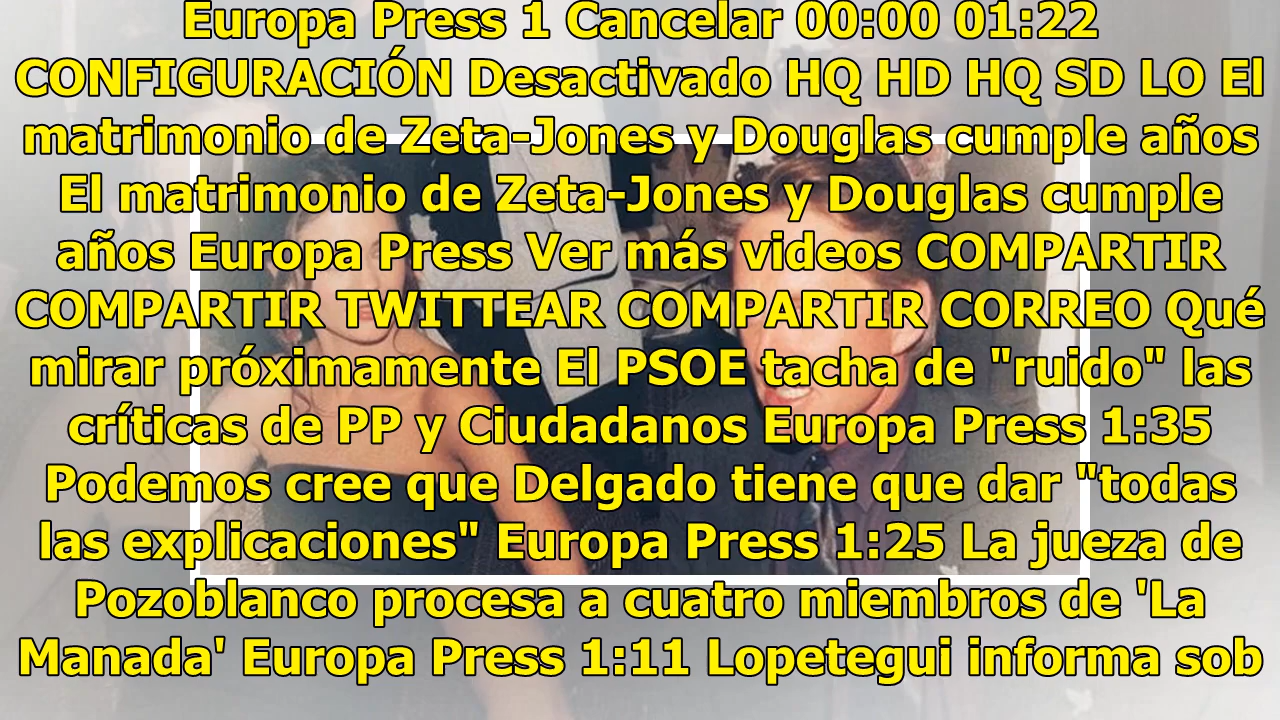 Europa Press 1 Cancelar 00:00 01:22
CONFIGURACIÓN Desactivado HQ HD HQ SD LO El
matrimonio de Zeta-Jones y Douglas cumple años
El matrimonio de Zeta-Jones y Douglas cumple
años Europa Press Ver más videos COMPARTIR
COMPARTIR TWITTEAR COMPARTIR CORREO Qué
mirar próximamente El PSOE tacha de "ruido" las
críticas de PP y Ciudadanos Europa Press 1:35
Podemos cree que Delgado tiene que dar "todas
las explicaciones" Europa Press 1:25 La jueza de
Pozoblanco procesa a cuatro miembros de 'La
Manada' Europa Press 1:11 Lopetegui informa sob